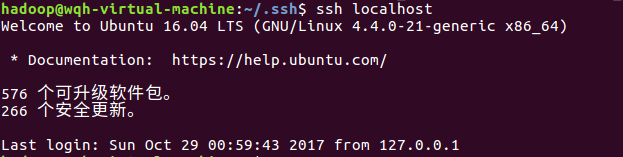 hadoop@wqh-virtual-machine:~/.ssh$ ssh localhost
Welcome to Ubuntu 16.04 LTS (GNU/Linux 4.4.0-21-generic x86_64)
* Documentation:  https://help.ubuntu.com/
576 个可升级软件包。
266 个安全更新。
Last login: Sun Oct 29 00:59:43 2017 from 127.0.0.1